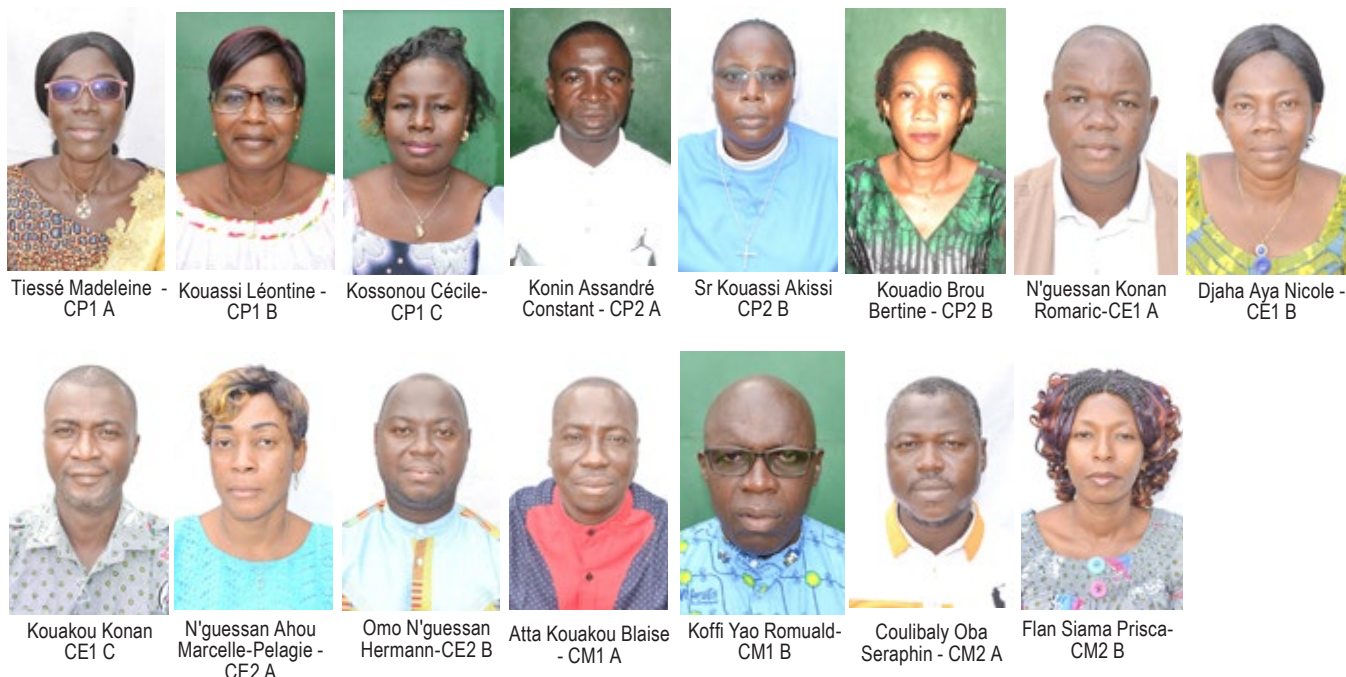 Tiessé Madeleine -
CP1 A
Kouassi Léontine -
CP1 B
Kossonou Cécile-
CP1 C
Konin Assandré
Constant - CP2 A
Sr Kouassi Akissi
CP2 B
Kouadio Brou
Bertine - CP2 B
N'guessan Konan
Romaric-CE1 A
Djaha Aya Nicole -
CE1 B
Kouakou Konan
CE1 C
N'guessan Ahou
Marcelle-Pelagie -
CE2 A
Omo N'guessan
Hermann-CE2 B
Atta Kouakou Blaise
- CM1 A
Koffi Yao Romuald-
CM1 B
Coulibaly Oba
Seraphin - CM2 A
Flan Siama Prisca-
CM2 B